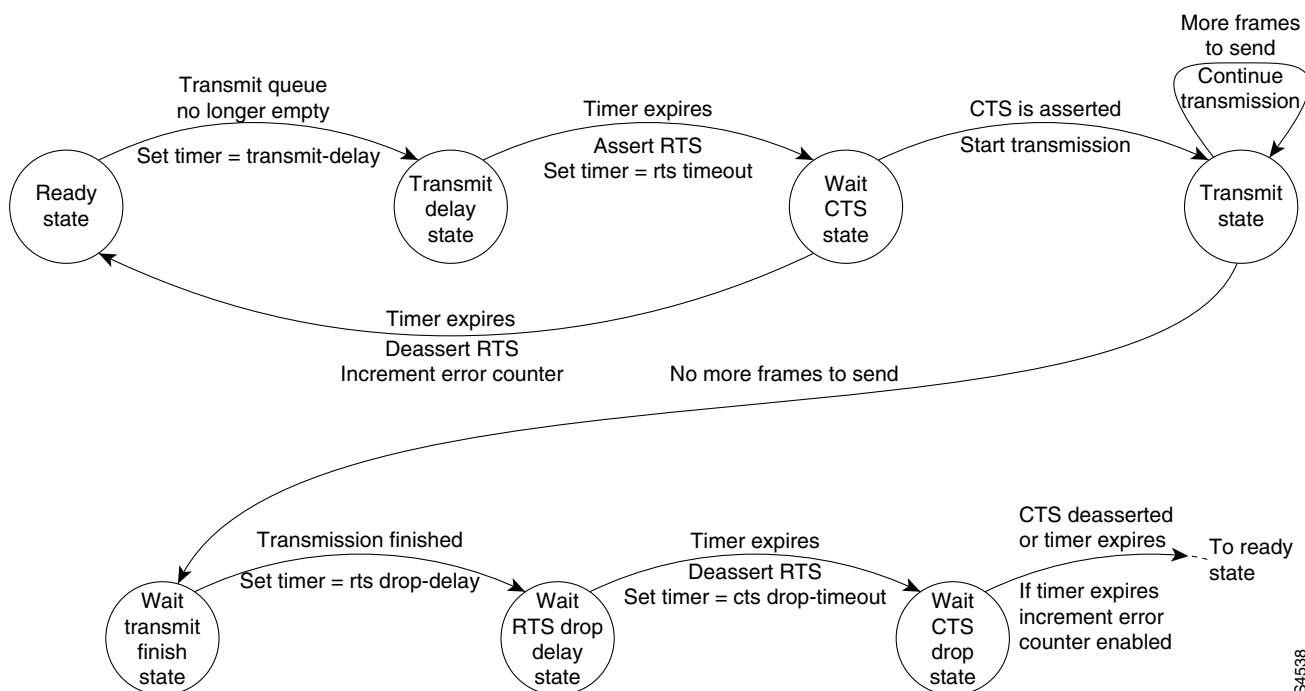 More frames
to send
Continue
transmission
Transmit queue
no longer empty
Set timer = transmit-delay
Timer expires
Assert RTS
Set timer = rts timeout
CTS is asserted
Start transmission
Ready
state
Transmit
delay
state
Wait
CTS
state
Transmit
state
Timer expires
Deassert RTS
Increment error counter
No more frames to send
Transmission finished
Set timer = rts drop-delay
Timer expires
Deassert RTS
Set timer = cts drop-timeout
CTS deasserted
or timer expires
To ready
state
If timer expires
increment error
counter enabled
Wait
transmit
finish
state
Wait
RTS drop
delay
state
Wait
CTS
drop
state
S4538